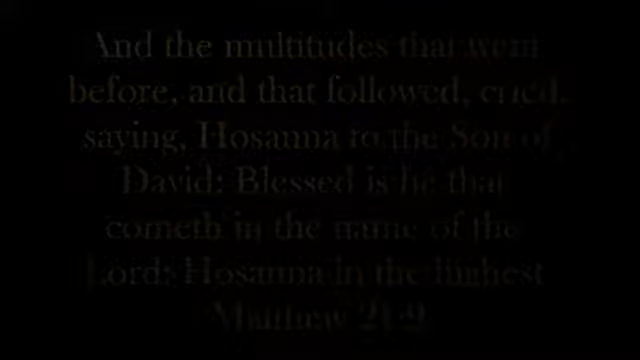 And the multitudes that went
before, and that followed, cried,
saying, Hosanna to the Son of
David: Blessed is he that
cometh in the name of the
Lord; Hosanna in the highest
Matthew 21:9